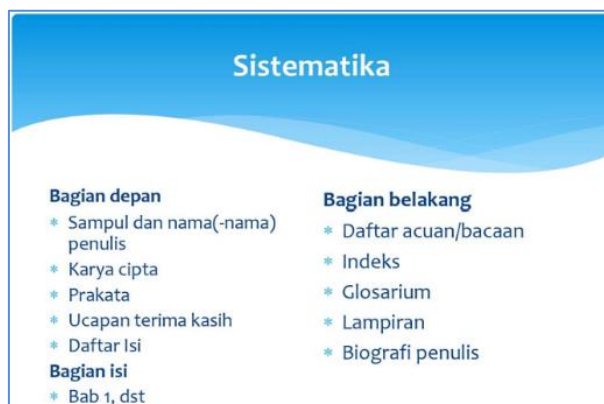 Sistematika
Bagian depan
* Sampul dan nama(-nama)
penulis
* Karya cipta
* Prakata
* Ucapan terima kasih
* Daftar Isi
Bagian isi
* Bab 1, dst
Bagian belakang
* Daftar acuan/bacaan
* Indeks
* Glosarium
* Lampiran
* Biografi penulis